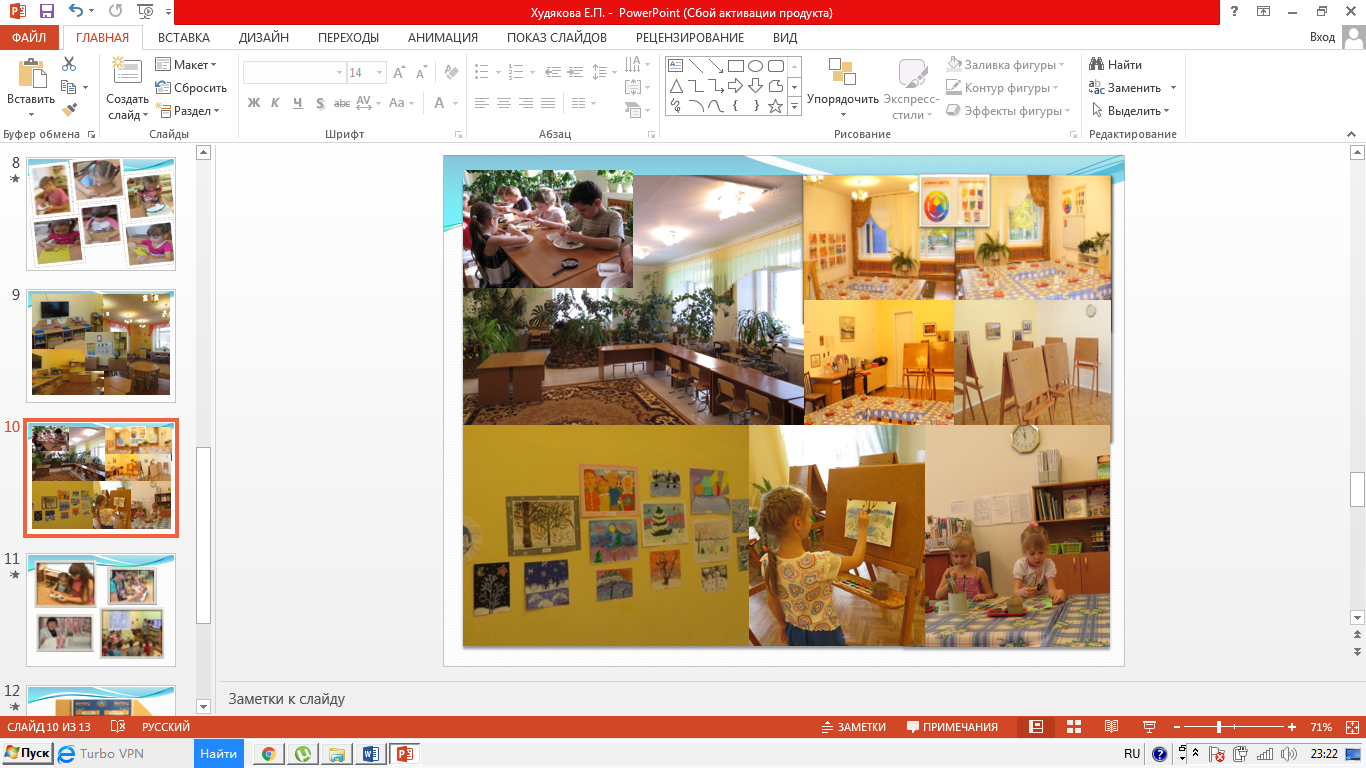 Худякова Е.П. - PowerPoint (Сбой активации продукта)
ФАЙЛ ГЛАВНАЯ ВСТАВКА ДИЗАЙН ПЕРЕХОДЫ АНИМАЦИЯ ПОКАЗ СЛАЙДОВ РЕЦЕНЗИРОВАНИЕ ВИД Вход
Вставить
Буфер обмена
Создать слайд
Макет
Сбросить
Раздел
Слайды
14
Ж К Ч S abc AV Aa A
Шрифт
Абзац
Упорядочить
Экспресс-стили
Заливка фигуры
Контур фигуры
Эффекты фигуры
Рисование
Найти
Заменить
Выделить
Редактирование
8
9
10
11
12
Заметки к слайду
СЛАЙД 10 ИЗ 13 РУССКИЙ ЗАМЕТКИ ПРИМЕЧАНИЯ 71%
Пуск Turbo VPN Найти RU 23:22